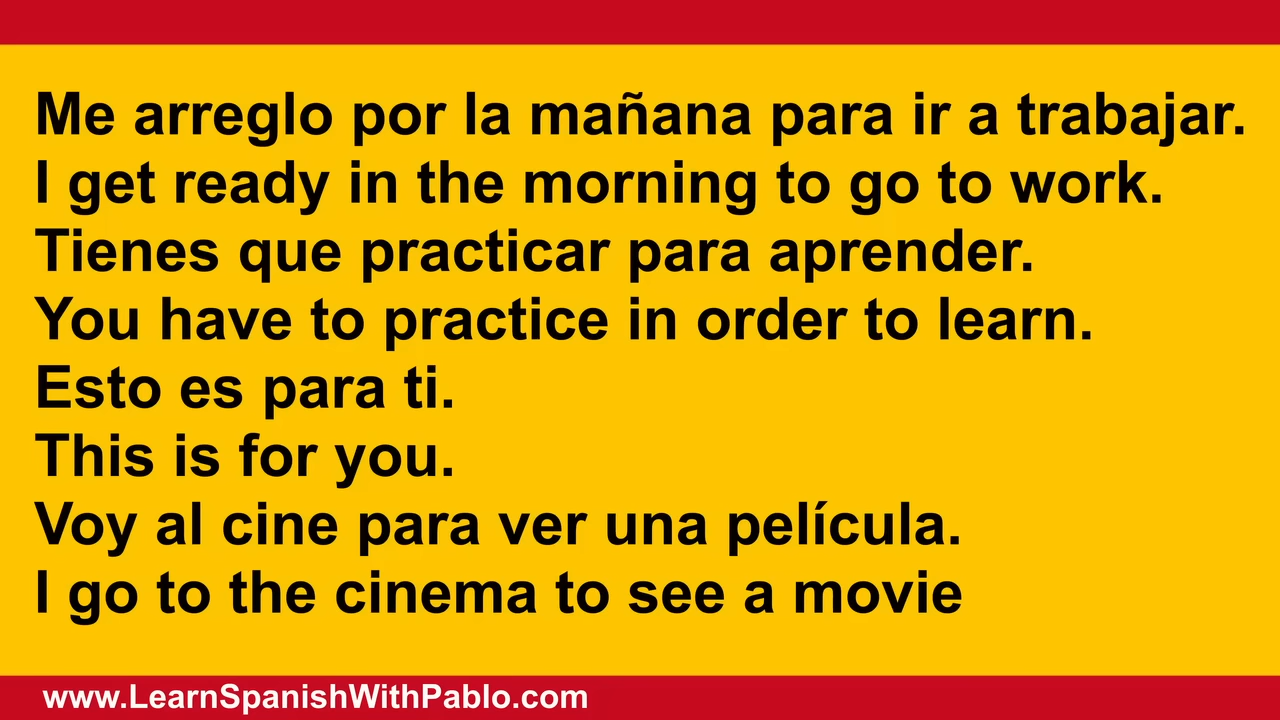 Me arreglo por la mañana para ir a trabajar.
I get ready in the morning to go to work.
Tienes que practicar para aprender.
You have to practice in order to learn.
Esto es para ti.
This is for you.
Voy al cine para ver una película.
I go to the cinema to see a movie
www.LearnSpanishWithPablo.com